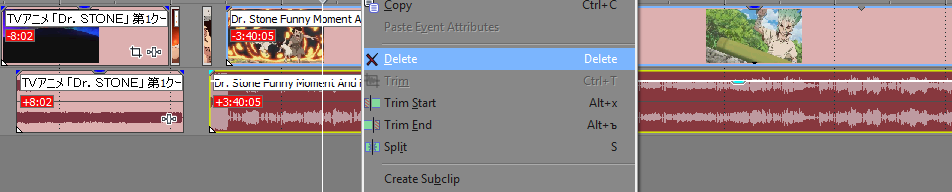 TVアニメ「Dr. STONE」第1ク···
-8:02
Dr. Stone Funny Moment A
-3:40:05
TVアニメ「Dr. STONE」第1ク···
+8:02
Dr. Stone Funny Moment And
+3:40:05
Copy Ctrl+C
Paste Event Attributes
Delete Delete
Trim Ctrl+T
Trim Start Alt+x
Trim End Alt+ъ
Split S
Create Subclip